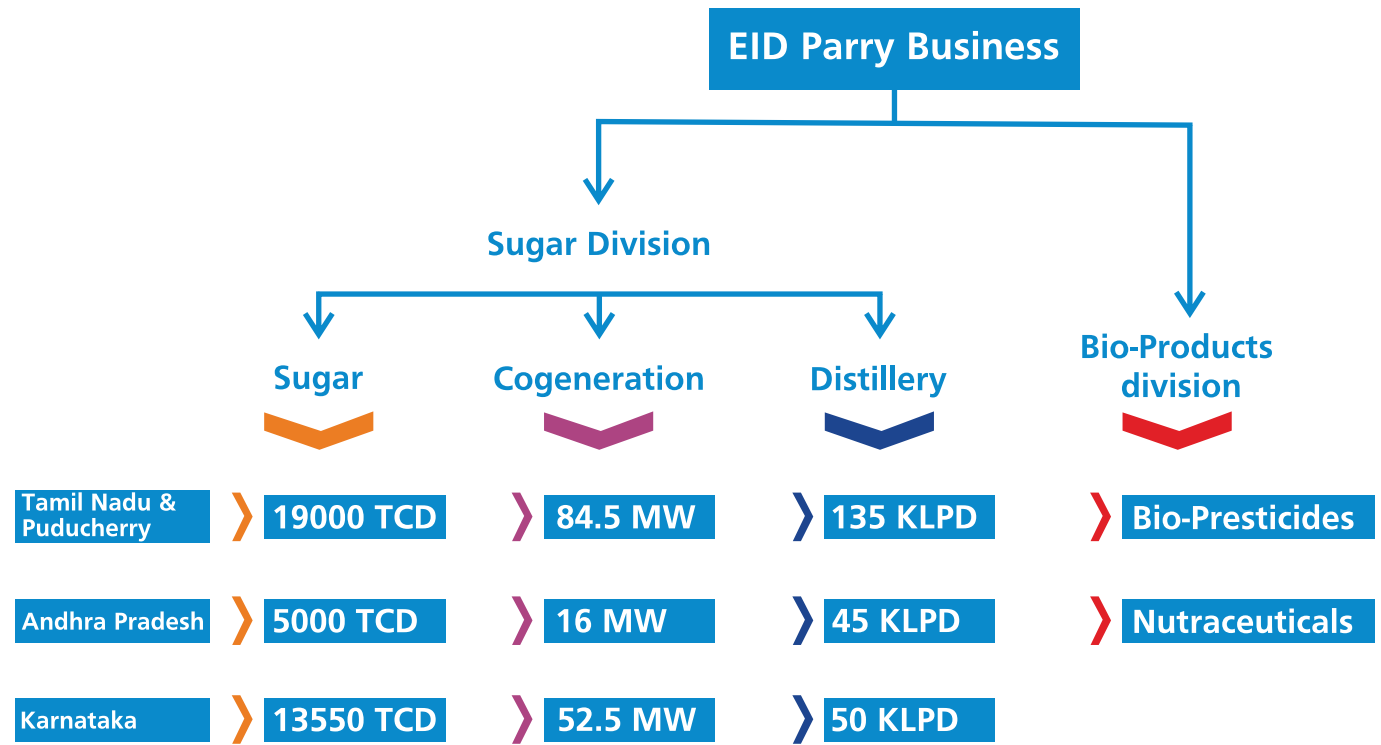 EID Parry Business
Sugar Division
Sugar
Cogeneration
Distillery
Bio-Products
division
Tamil Nadu &
Puducherry
19000 TCD
84.5 MW
135 KLPD
Bio-Presticides
Andhra Pradesh
5000 TCD
16 MW
45 KLPD
Nutraceuticals
Karnataka
13550 TCD
52.5 MW
50 KLPD